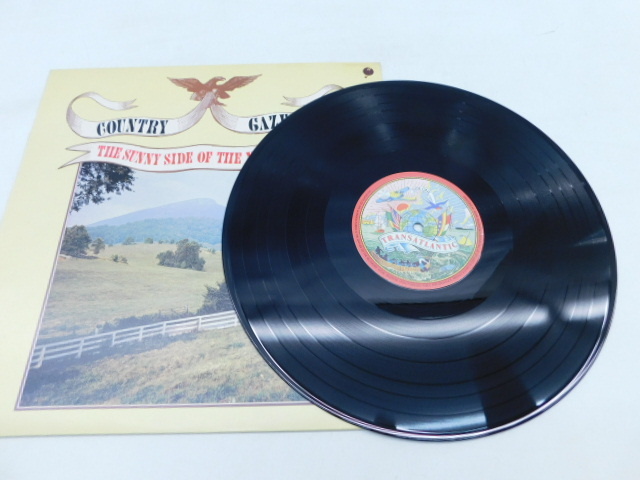 COUNTRY
THE SUNNY SIDE OF THE
TRANSATLANTIC